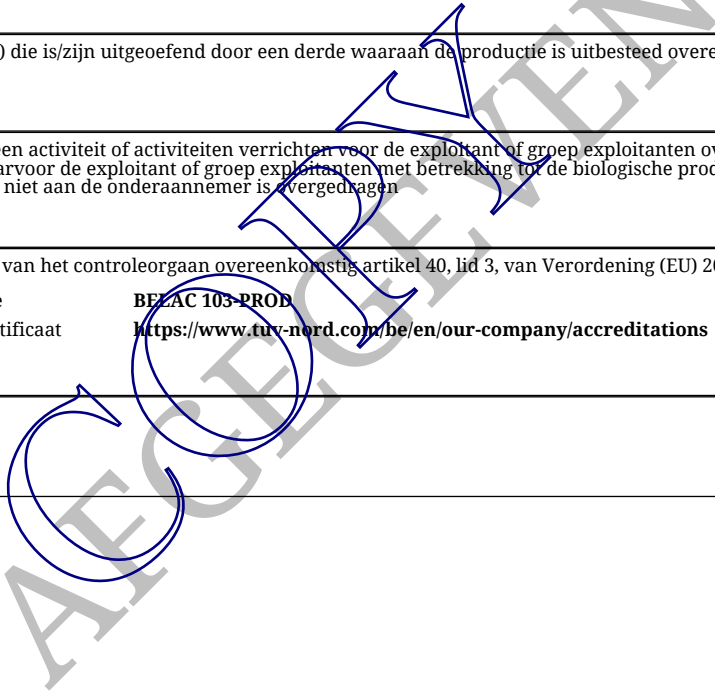 ) die is/zijn uitgeoefend door een derde waaraan de productie is uitbesteed overe
een activiteit of activiteiten verrichten voor de exploitant of groep exploitanten ov
arvoor de exploitant of groep exploitanten met betrekking tot de biologische prod
niet aan de onderaannemer is overgedragen
van het controleorgaan overeenkomstig artikel 40, lid 3, van Verordening (EU) 20
e BELAC 103-PROD
tificaat https://www.tuv-nord.com/be/en/our-company/accreditations
COPY
AFGEGEVEN